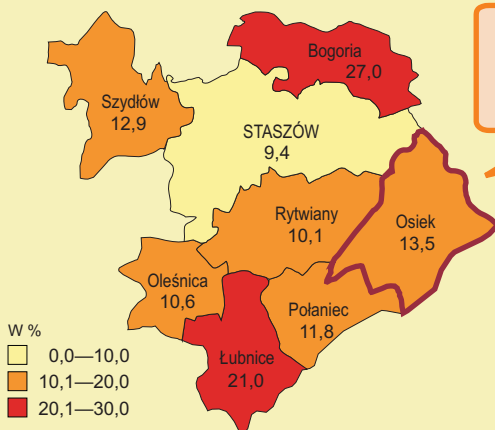 Bogoria
27,0
Szydłów
12,9
STASZÓW
9,4
Rytwiany
10,1
Osiek
13,5
Oleśnica
10,6
Połaniec
11,8
Łubnice
21,0
W %
0,0—10,0
10,1—20,0
20,1—30,0